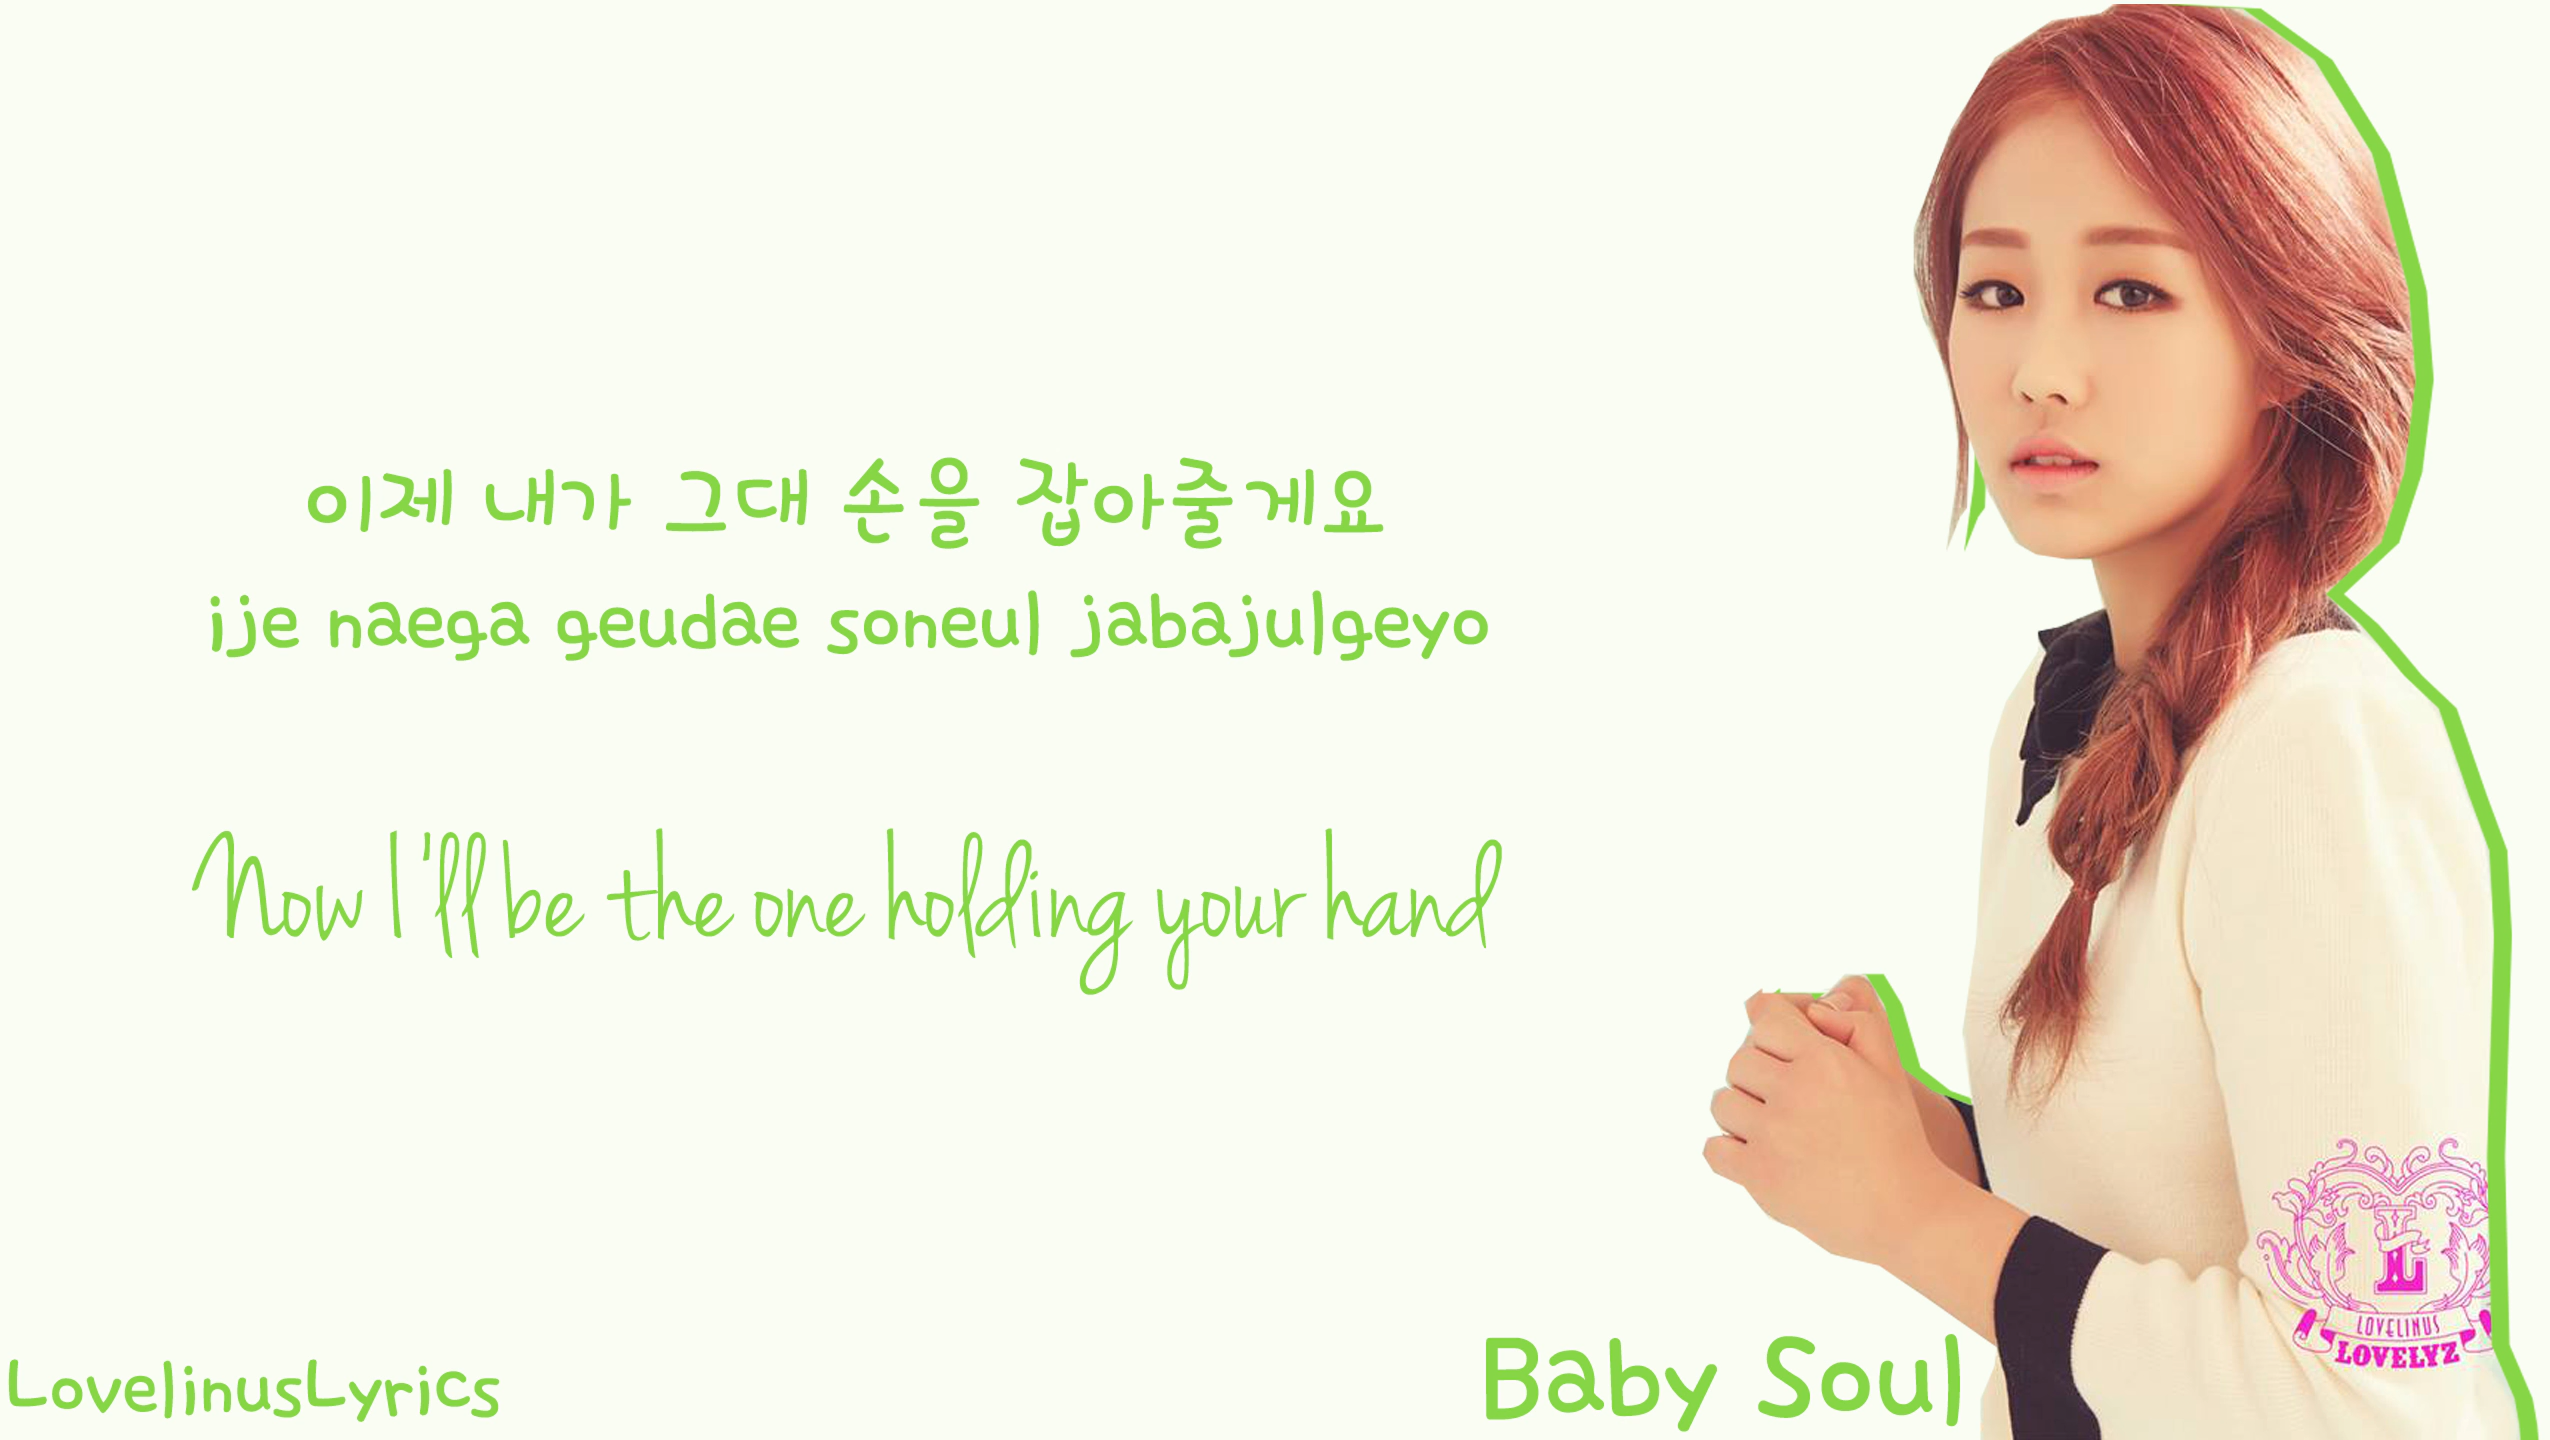 이제 내가 그대 손을 잡아줄게요
ije naega geudae soneul jabajulgeyo
Now I'll be the one holding your hand
L
LOVELINUS
LOVELYZ
Baby Soul
LovelinusLyrics